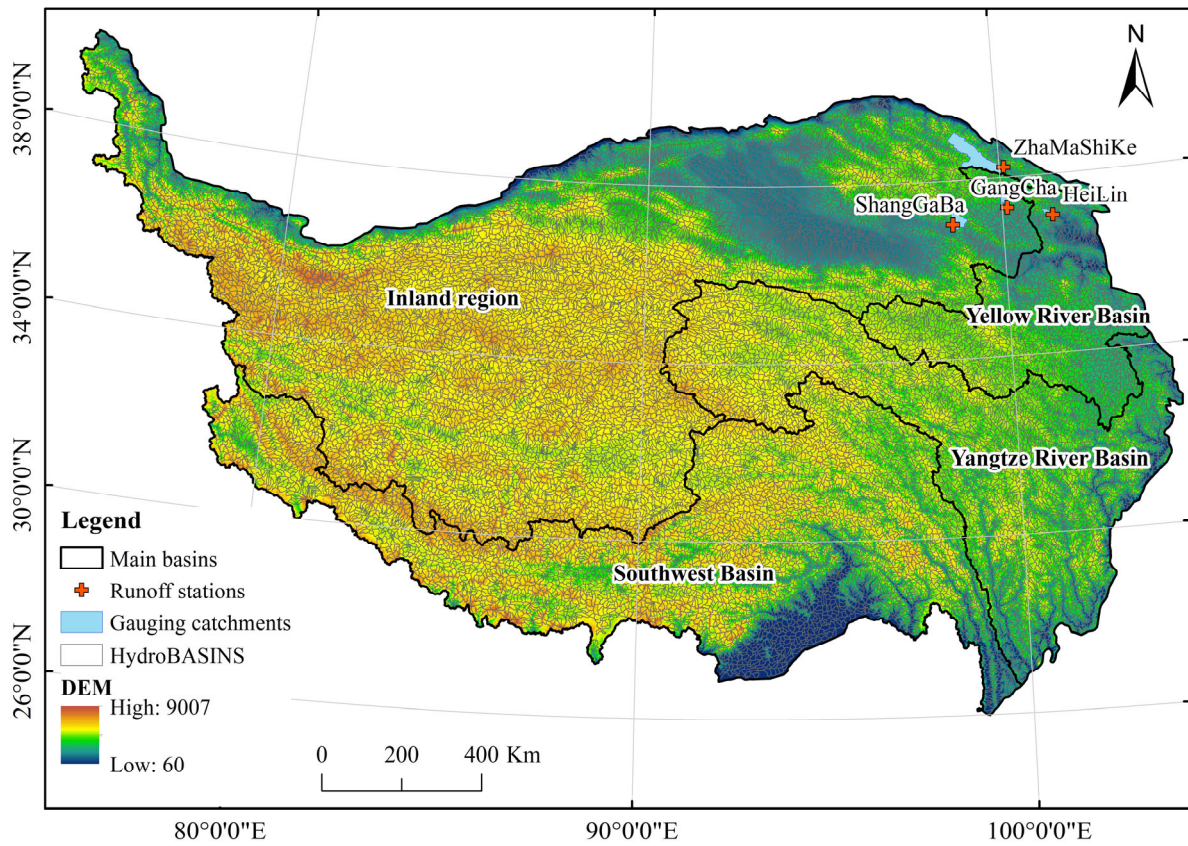 N
38°0'0"N
34°0'0"N
30°0'0"N
26°0'0"N
ZhaMaShiKe
GangCha
HeiLin
ShangGaBa
Inland region
Yellow River Basin
Yangtze River Basin
Southwest Basin
Legend
Main basins
Runoff stations
Gauging catchments
HydroBASINS
DEM
High: 9007
Low: 60
0 200 400 Km
80°0'0"E 90°0'0"E 100°0'0"E